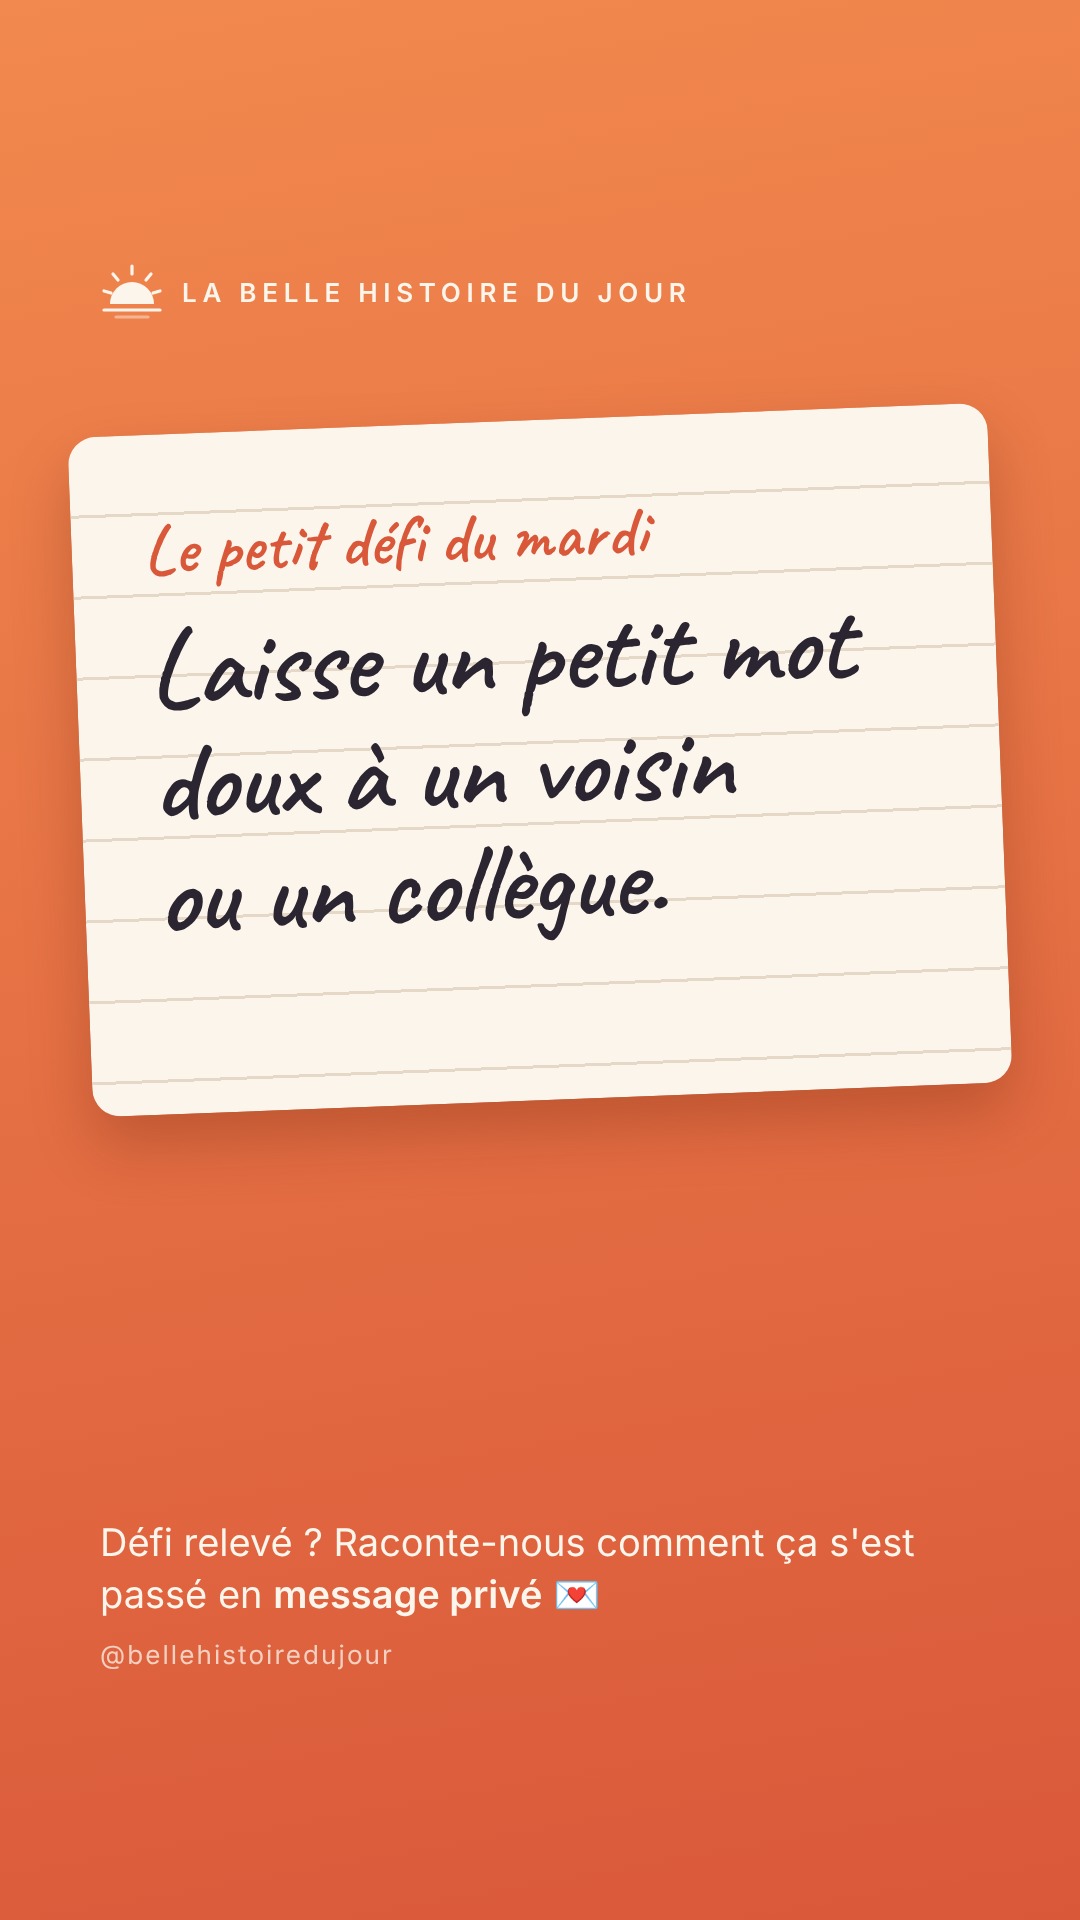 LA BELLE HISTOIRE DU JOUR
Le petit défi du mardi
Laisse un petit mot
doux à un voisin
ou un collègue.
Défi relevé ? Raconte-nous comment ça s'est
passé en message privé 💌
@bellehistoiredujour